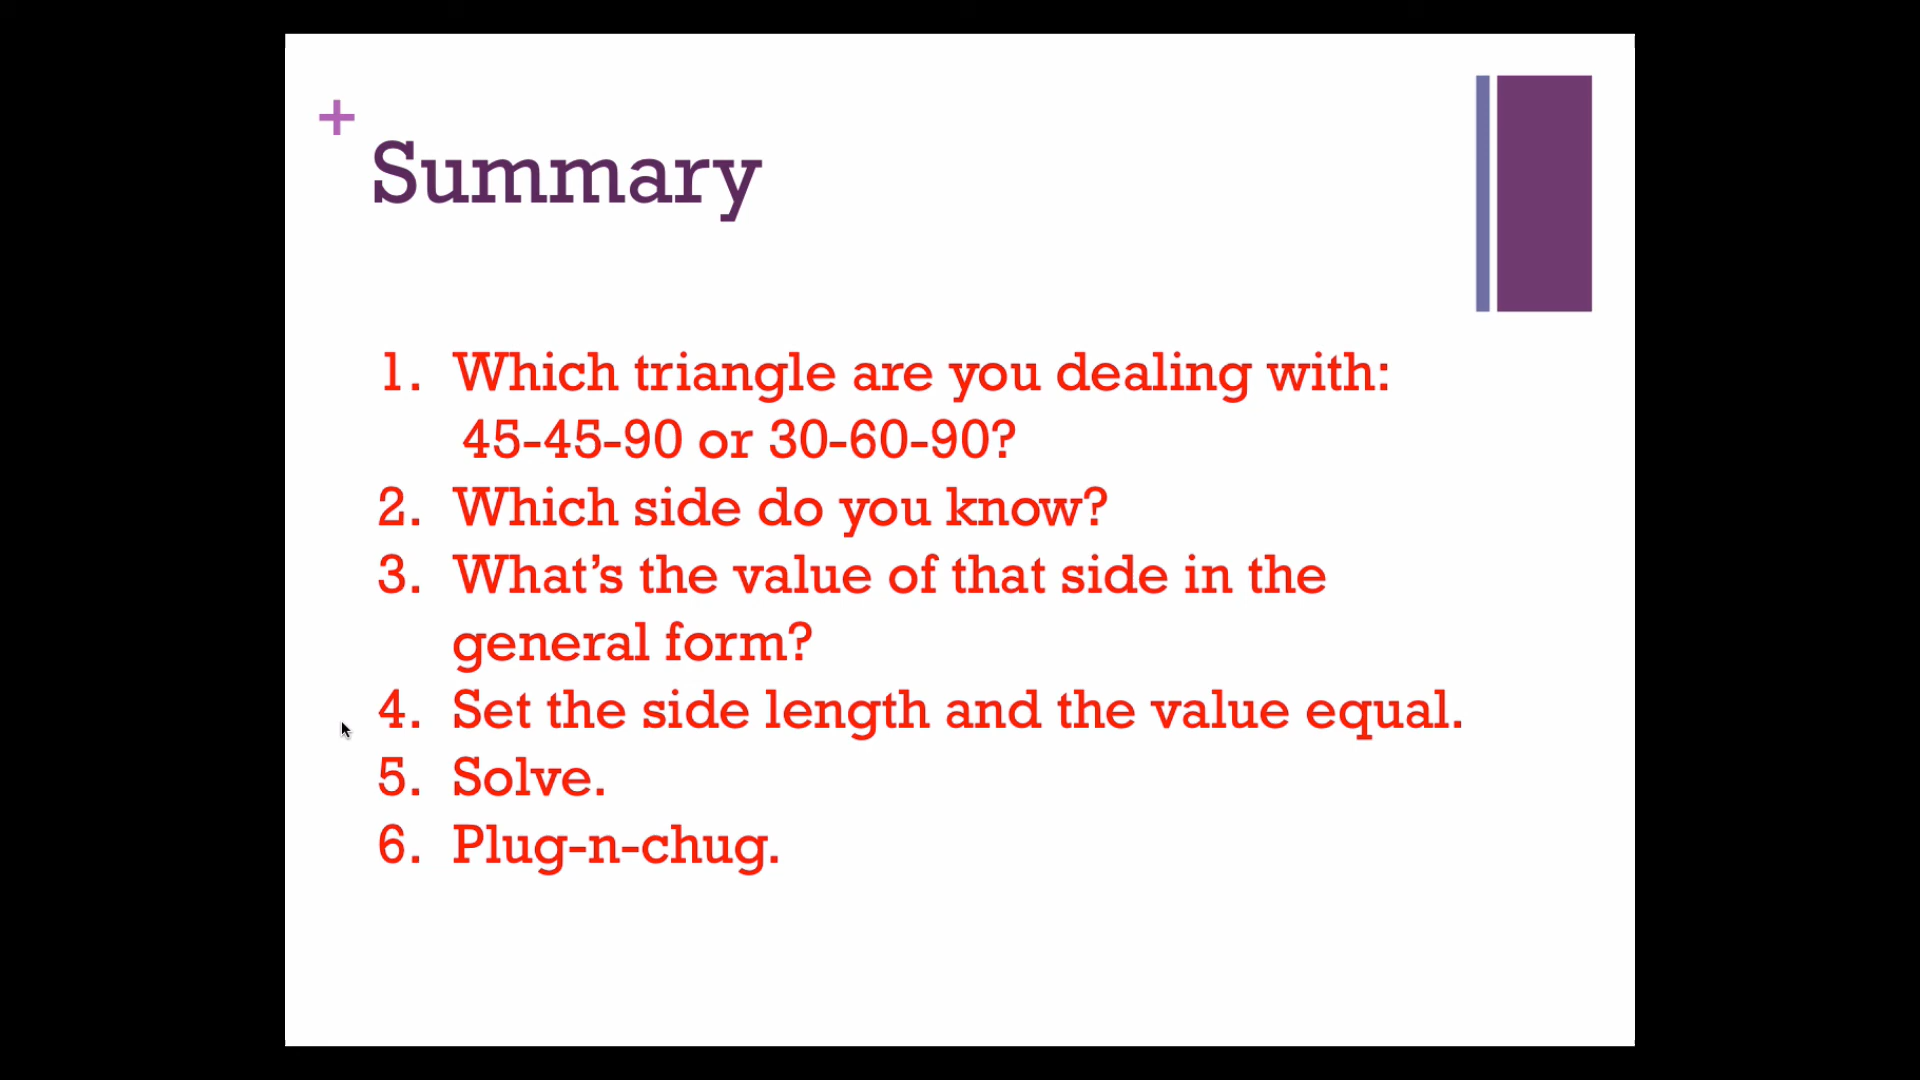 +
Summary
1. Which triangle are you dealing with:
45-45-90 or 30-60-90?
2. Which side do you know?
3. What’s the value of that side in the
general form?
4. Set the side length and the value equal.
5. Solve.
6. Plug-n-chug.